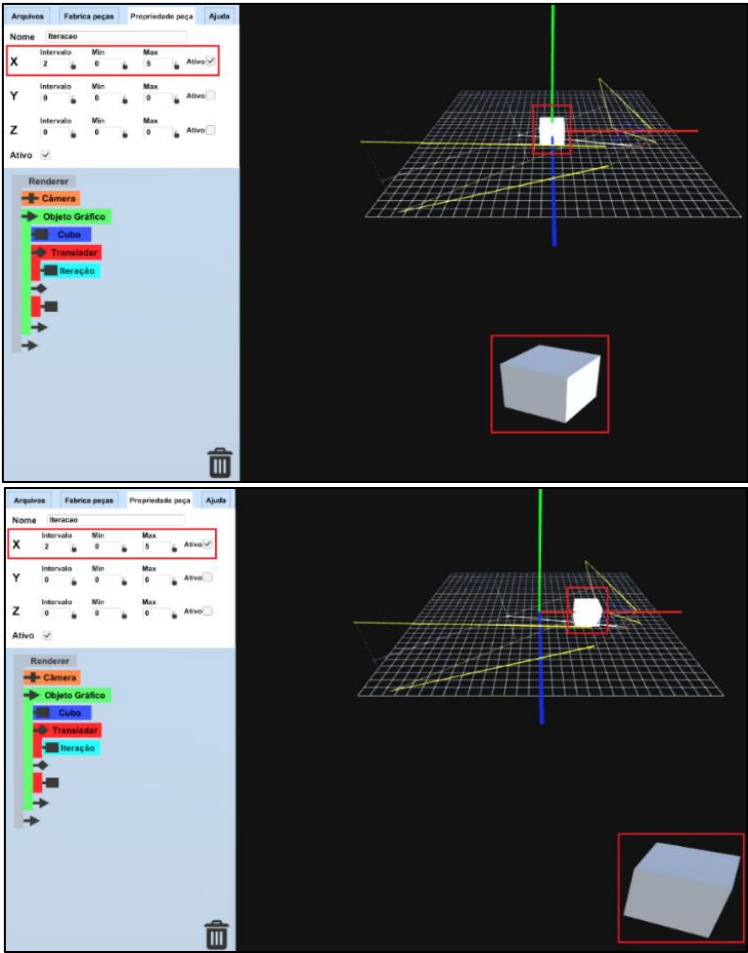 Arquivos Fabrica peças Propriedade peça Ajuda
Nome Iteracao
Intervalo Min Max
X 2 0 5 Ativo
Intervalo Min Max
Y 0 0 0 Ativo
Intervalo Min Max
Z 0 0 0 Ativo
Ativo
Renderer
Câmera
Objeto Gráfico
Cubo
Transladar
Iteração
Arquivos Fabrica peças Propriedade peça Ajuda
Nome Iteracao
Intervalo Min Max
X 2 0 5 Ativo
Intervalo Min Max
Y 0 0 0 Ativo
Intervalo Min Max
Z 0 0 0 Ativo
Ativo
Renderer
Câmera
Objeto Gráfico
Cubo
Transladar
Iteração